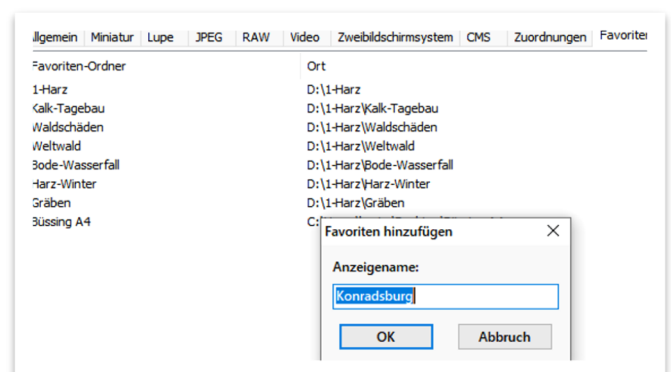 llgemein Miniatur Lupe JPEG RAW Video Zweibildschirmsystem CMS Zuordnungen Favoriten
Favoriten-Ordner Ort
1-Harz D:\1-Harz
Kalk-Tagebau D:\1-Harz\Kalk-Tagebau
Waldschäden D:\1-Harz\Waldschäden
Weltwald D:\1-Harz\Weltwald
Bode-Wasserfall D:\1-Harz\Bode-Wasserfall
Harz-Winter D:\1-Harz\Harz-Winter
Gräben D:\1-Harz\Gräben
Büssing A4 C:
Favoriten hinzufügen
Anzeigename:
Konradsburg
OK Abbruch